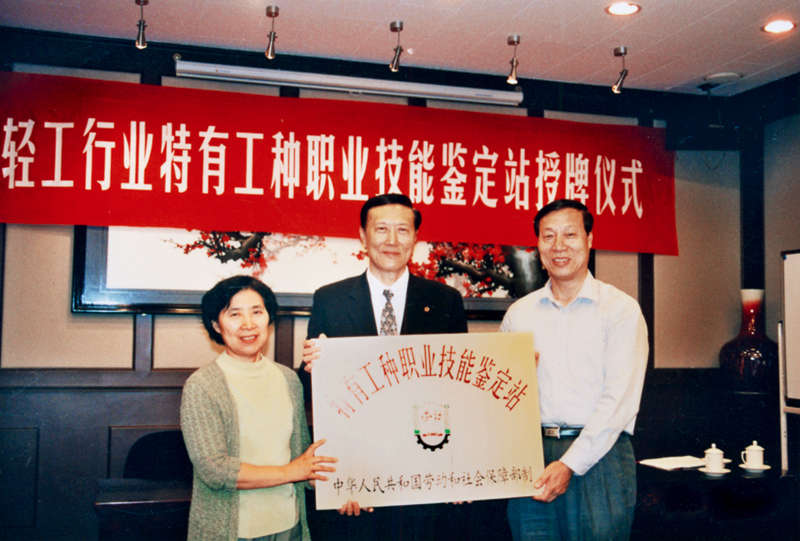 轻工行业特有工种职业技能鉴定站授牌仪式
特有工种职业技能鉴定站
中华人民共和国劳动和社会保障部制